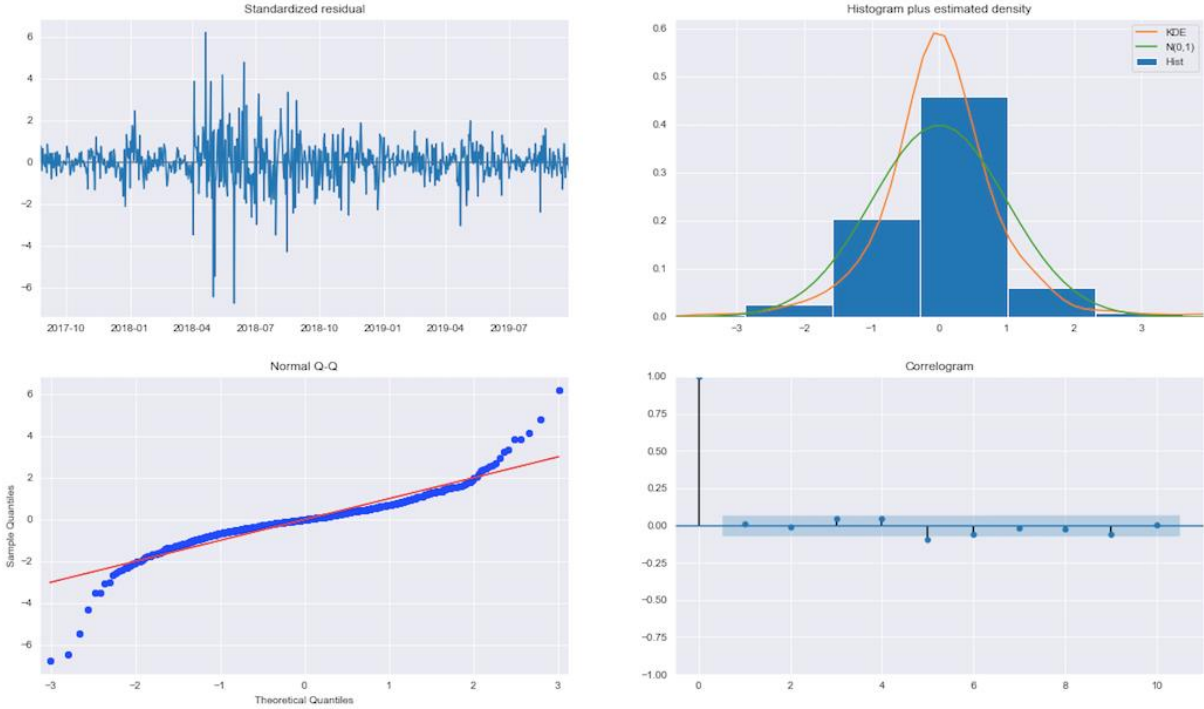 Standardized residual
6
4
2
0
−2
−4
−6
2017-10 2018-01 2018-04 2018-07 2018-10 2019-01 2019-04 2019-07
Histogram plus estimated density
KDE
N(0,1)
Hist
0.6
0.5
0.4
0.3
0.2
0.1
0.0
−3 −2 −1 0 1 2 3
Normal Q-Q
Sample Quantiles
6
4
2
0
−2
−4
−6
−3 −2 −1 0 1 2 3
Theoretical Quantiles
Correlogram
1.00
0.75
0.50
0.25
0.00
−0.25
−0.50
−0.75
−1.00
0 2 4 6 8 10